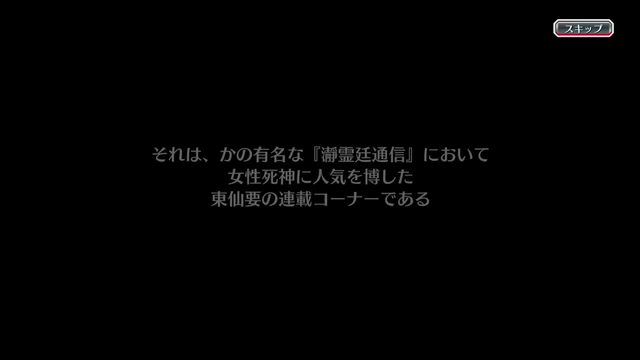 スキップ
それは、かの有名な『瀞霊廷通信』において
女性死神に人気を博した
東仙要の連載コーナーである